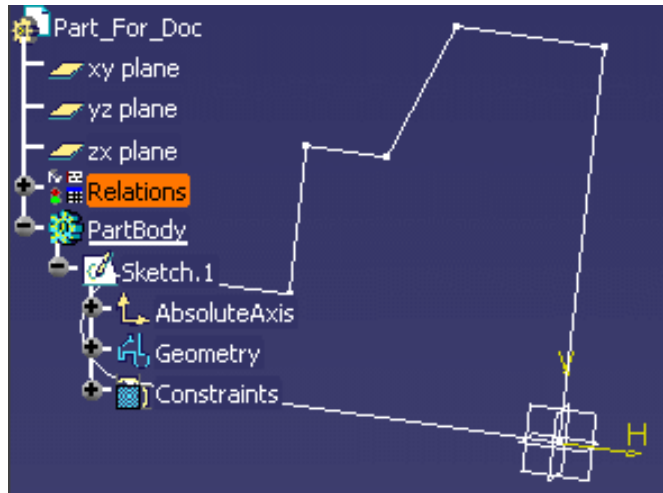 Part_For_Doc
xy plane
yz plane
zx plane
Relations
PartBody
Sketch.1
AbsoluteAxis
Geometry
Constraints
V
H